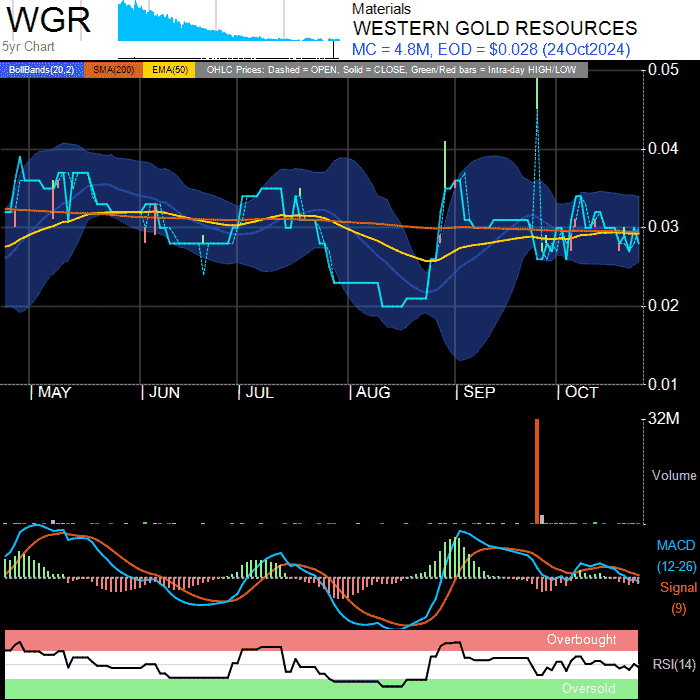 WGR
5yr Chart
Materials
WESTERN GOLD RESOURCES
MC = 4.8M, EOD = $0.028 (24Oct2024)
BollBands(20,2) SMA(200) EMA(50) OHLC Prices: Dashed = OPEN, Solid = CLOSE, Green/Red bars = Intra-day HIGH/LOW
0.05
0.04
0.03
0.02
0.01
MAY JUN JUL AUG SEP OCT
32M
Volume
MACD
(12-26)
Signal
(9)
Overbought
RSI(14)
Oversold